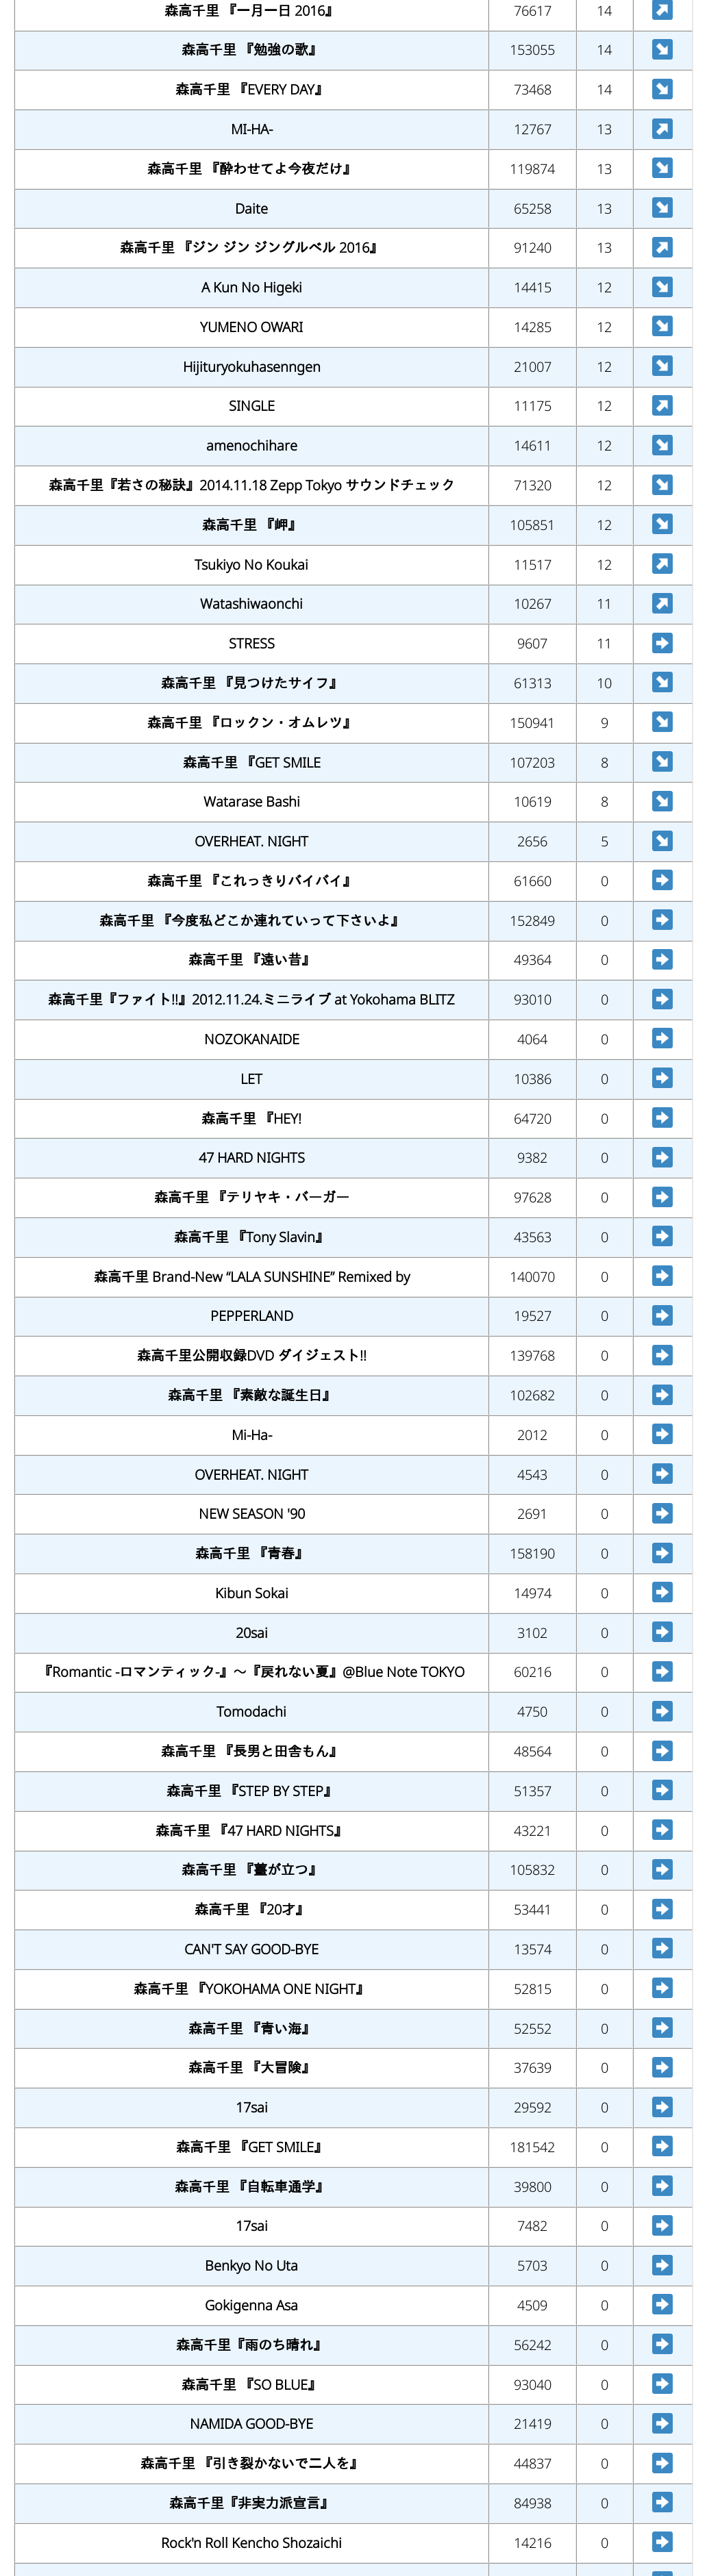 森高千里 『一月一日 2016』 76617 14
森高千里 『勉強の歌』 153055 14
森高千里 『EVERY DAY』 73468 14
MI-HA- 12767 13
森高千里 『酔わせてよ今夜だけ』 119874 13
Daite 65258 13
森高千里 『ジン ジン ジングルベル 2016』 91240 13
A Kun No Higeki 14415 12
YUMENO OWARI 14285 12
Hijituryokuhasenngen 21007 12
SINGLE 11175 12
amenochihare 14611 12
森高千里『若さの秘訣』2014.11.18 Zepp Tokyo サウンドチェック 71320 12
森高千里 『岬』 105851 12
Tsukiyo No Koukai 11517 12
Watashiwaonchi 10267 11
STRESS 9607 11
森高千里 『見つけたサイフ』 61313 10
森高千里 『ロックン・オムレツ』 150941 9
森高千里 『GET SMILE 107203 8
Watarase Bashi 10619 8
OVERHEAT. NIGHT 2656 5
森高千里 『これっきりバイバイ』 61660 0
森高千里 『今度私どこか連れていって下さいよ』 152849 0
森高千里 『遠い昔』 49364 0
森高千里『ファイト!!』2012.11.24.ミニライブ at Yokohama BLITZ 93010 0
NOZOKANAIDE 4064 0
LET 10386 0
森高千里 『HEY! 64720 0
47 HARD NIGHTS 9382 0
森高千里 『テリヤキ・バーガー 97628 0
森高千里 『Tony Slavin』 43563 0
森高千里 Brand-New “LALA SUNSHINE” Remixed by 140070 0
PEPPERLAND 19527 0
森高千里公開収録DVD ダイジェスト!! 139768 0
森高千里 『素敵な誕生日』 102682 0
Mi-Ha- 2012 0
OVERHEAT. NIGHT 4543 0
NEW SEASON '90 2691 0
森高千里 『青春』 158190 0
Kibun Sokai 14974 0
20sai 3102 0
『Romantic -ロマンティック-』～『戻れない夏』@Blue Note TOKYO 60216 0
Tomodachi 4750 0
森高千里 『長男と田舎もん』 48564 0
森高千里 『STEP BY STEP』 51357 0
森高千里 『47 HARD NIGHTS』 43221 0
森高千里 『薹が立つ』 105832 0
森高千里 『20才』 53441 0
CAN'T SAY GOOD-BYE 13574 0
森高千里 『YOKOHAMA ONE NIGHT』 52815 0
森高千里 『青い海』 52552 0
森高千里 『大冒険』 37639 0
17sai 29592 0
森高千里 『GET SMILE』 181542 0
森高千里 『自転車通学』 39800 0
17sai 7482 0
Benkyo No Uta 5703 0
Gokigenna Asa 4509 0
森高千里『雨のち晴れ』 56242 0
森高千里 『SO BLUE』 93040 0
NAMIDA GOOD-BYE 21419 0
森高千里 『引き裂かないで二人を』 44837 0
森高千里『非実力派宣言』 84938 0
Rock'n Roll Kencho Shozaichi 14216 0